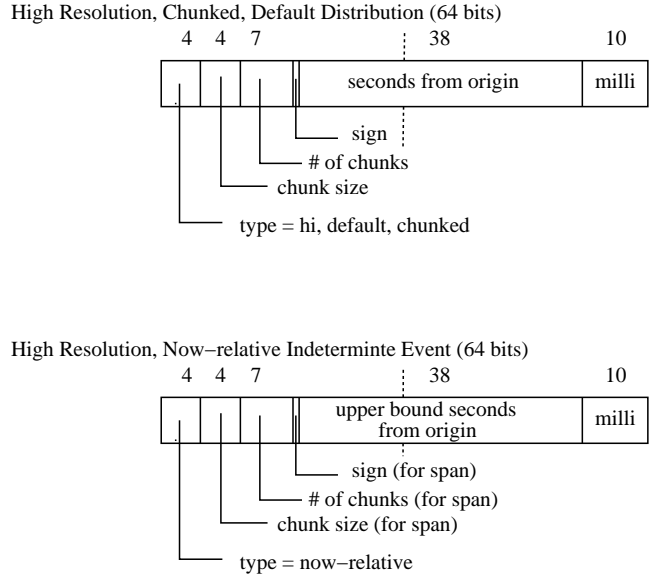 High Resolution, Chunked, Default Distribution (64 bits)
4 4 7 38 10
seconds from origin milli
sign
# of chunks
chunk size
type = hi, default, chunked
High Resolution, Now−relative Indeterminte Event (64 bits)
4 4 7 38 10
upper bound seconds
from origin
milli
sign (for span)
# of chunks (for span)
chunk size (for span)
type = now−relative